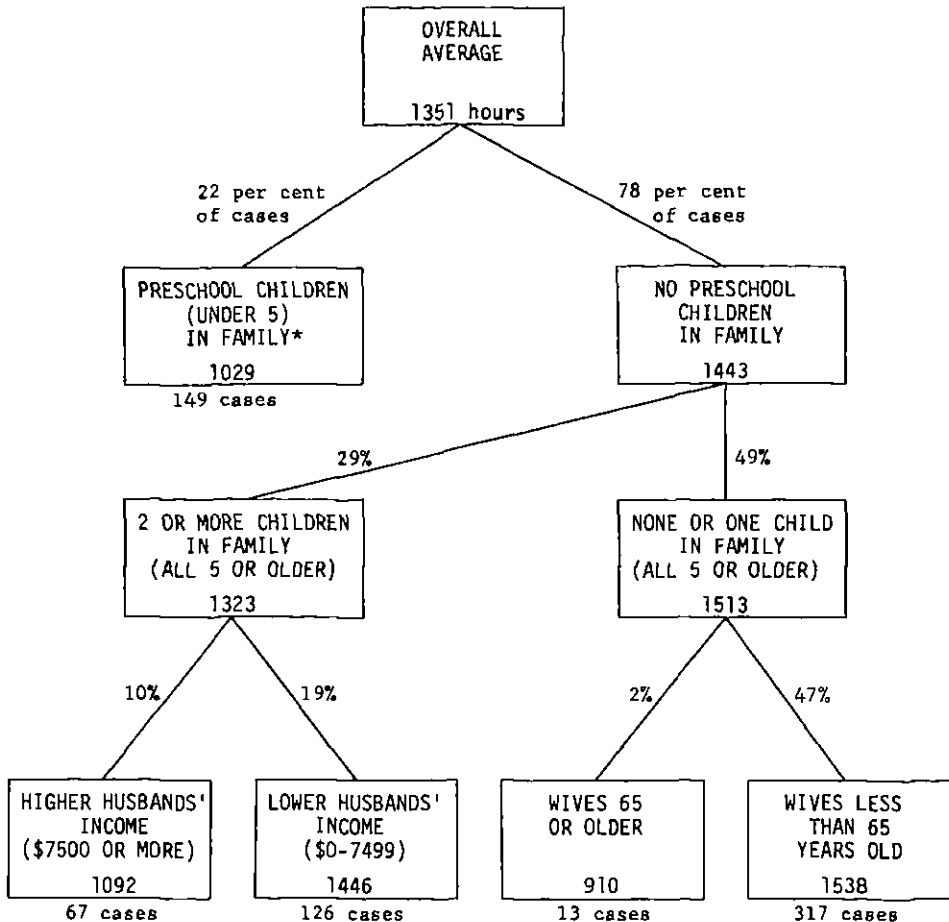 OVERALL
AVERAGE
1351 hours
22 per cent
of cases
78 per cent
of cases
PRESCHOOL CHILDREN
(UNDER 5)
IN FAMILY*
1029
149 cases
NO PRESCHOOL
CHILDREN
IN FAMILY
1443
29%
49%
2 OR MORE CHILDREN
IN FAMILY
(ALL 5 OR OLDER)
1323
NONE OR ONE CHILD
IN FAMILY
(ALL 5 OR OLDER)
1513
10%
19%
2%
47%
HIGHER HUSBANDS'
INCOME
($7500 OR MORE)
1092
67 cases
LOWER HUSBANDS'
INCOME
($0-7499)
1446
126 cases
WIVES 65
OR OLDER
910
13 cases
WIVES LESS
THAN 65
YEARS OLD
1538
317 cases